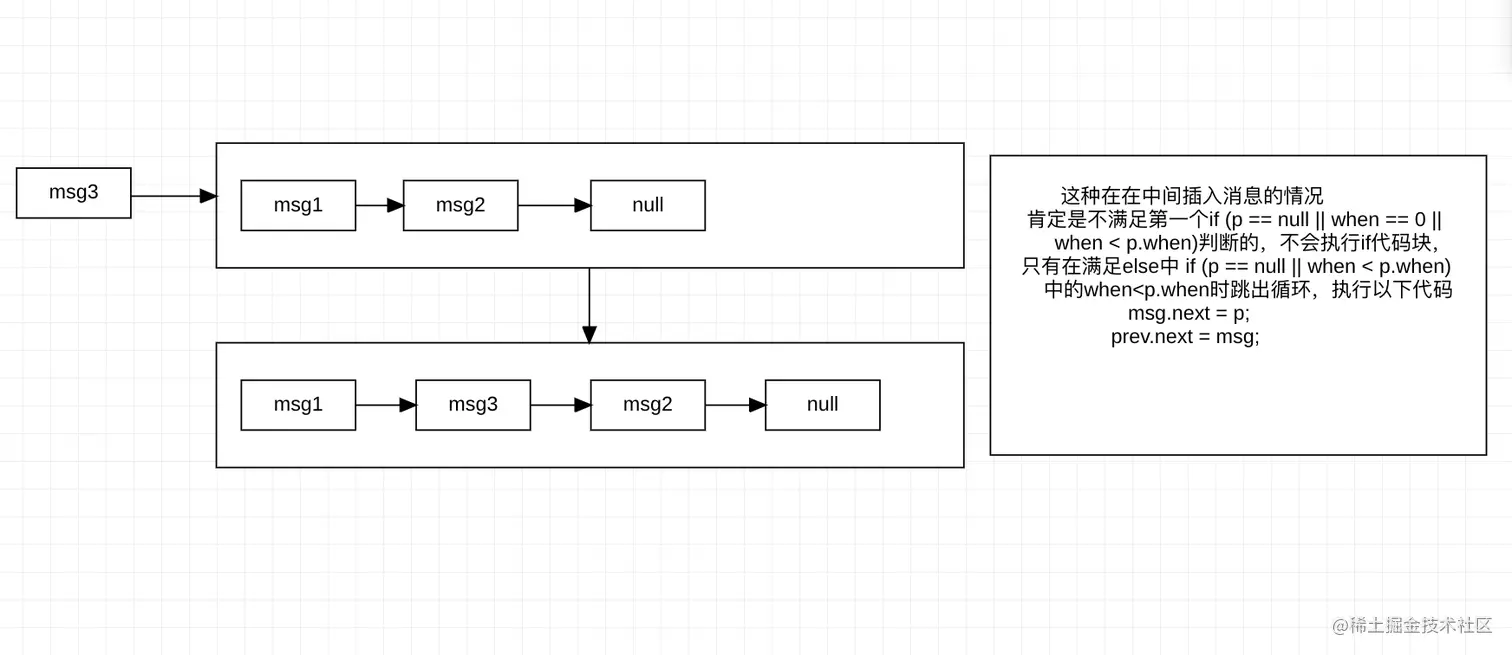 msg3
msg1
msg2
null
msg1
msg3
msg2
null
这种在在中间插入消息的情况
肯定是不满足第一个if (p == null || when == 0 ||
when < p.when)判断的，不会执行if代码块，
只有在满足else中 if (p == null || when < p.when)
中的when<p.when时跳出循环，执行以下代码
msg.next = p;
prev.next = msg;
@稀土掘金技术社区